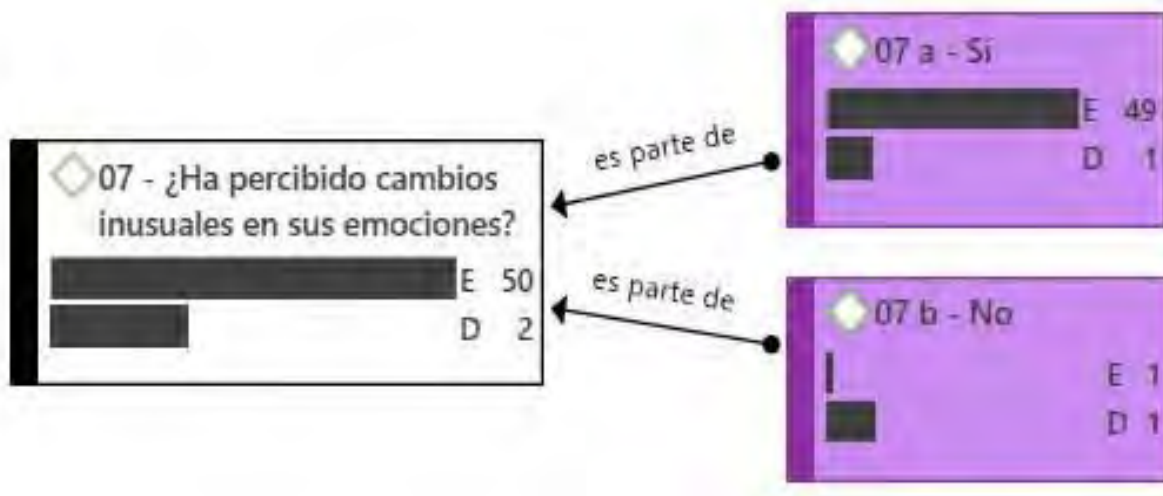 07 - ¿Ha percibido cambios
inusuales en sus emociones?
E 50
D 2
es parte de
es parte de
07 a - Si
E 49
D 1
07 b - No
E 1
D 1